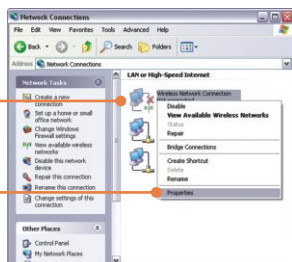 Network Connections
File Edit View Favorites Tools Advanced Help
Back Search Folders
Address Network Connections
Network Tasks
Create a new
connection
Set up a home or small
office network
Change Windows
Firewall settings
View available wireless
networks
Disable this network
device
Repair this connection
Rename this connection
Change settings of this
connection
Other Places
Control Panel
My Network Places
LAN or High-Speed Internet
Wireless Network Connection
Disable
View Available Wireless Networks
Status
Repair
Bridge Connections
Create Shortcut
Delete
Rename
Properties